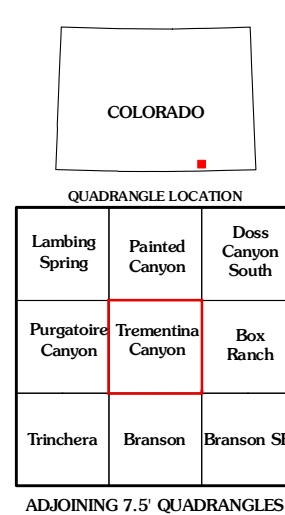 COLORADO
QUADRANGLE LOCATION
Lambing
Spring
Painted
Canyon
Doss
Canyon
South
Purgatoire
Canyon
Trementina
Canyon
Box
Ranch
Trinchera
Branson
Branson
ADJOINING 7.5' QUADRANGLES